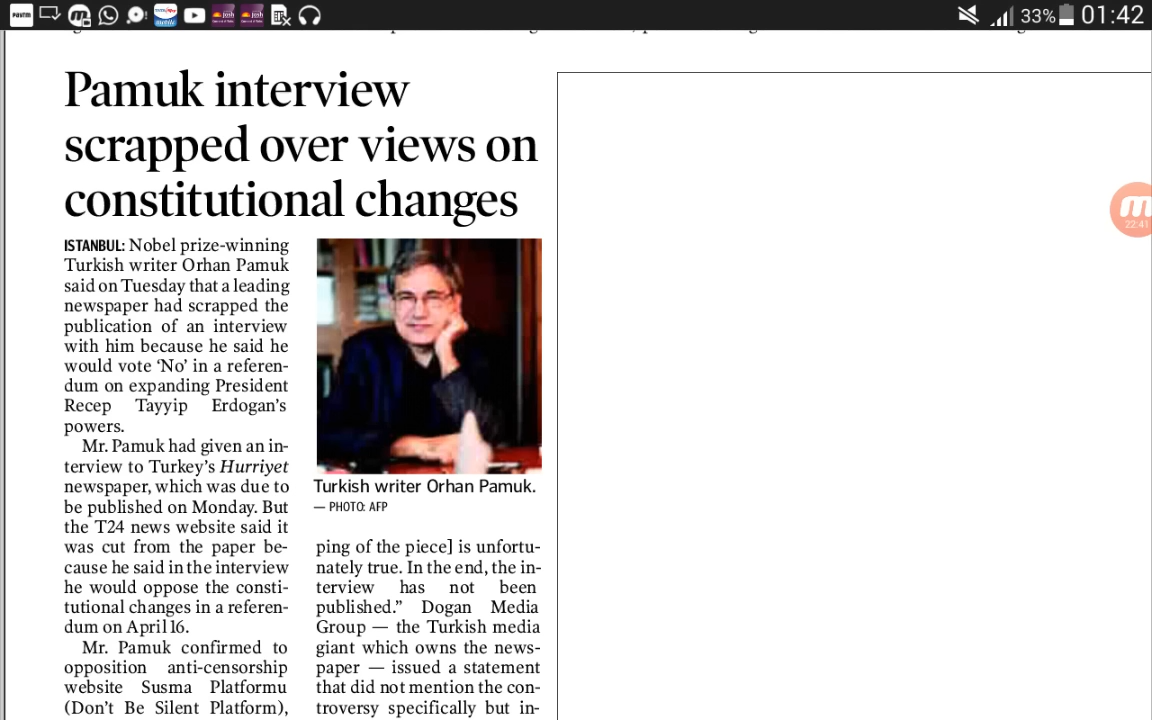 33% 01:42
Pamuk interview
scrapped over views on
constitutional changes
ISTANBUL: Nobel prize-winning
Turkish writer Orhan Pamuk
said on Tuesday that a leading
newspaper had scrapped the
publication of an interview
with him because he said he
would vote ‘No’ in a referen-
dum on expanding President
Recep Tayyip Erdogan’s
powers.
Mr. Pamuk had given an in-
terview to Turkey’s Hurriyet
newspaper, which was due to
be published on Monday. But
the T24 news website said it
was cut from the paper be-
cause he said in the interview
he would oppose the consti-
tutional changes in a referen-
dum on April 16.
Mr. Pamuk confirmed to
opposition anti-censorship
website Susma Platformu
(Don’t Be Silent Platform),
Turkish writer Orhan Pamuk.
— PHOTO: AFP
ping of the piece] is unfortu-
nately true. In the end, the in-
terview has not been
published.” Dogan Media
Group — the Turkish media
giant which owns the news-
paper — issued a statement
that did not mention the con-
troversy specifically but in-
22:41